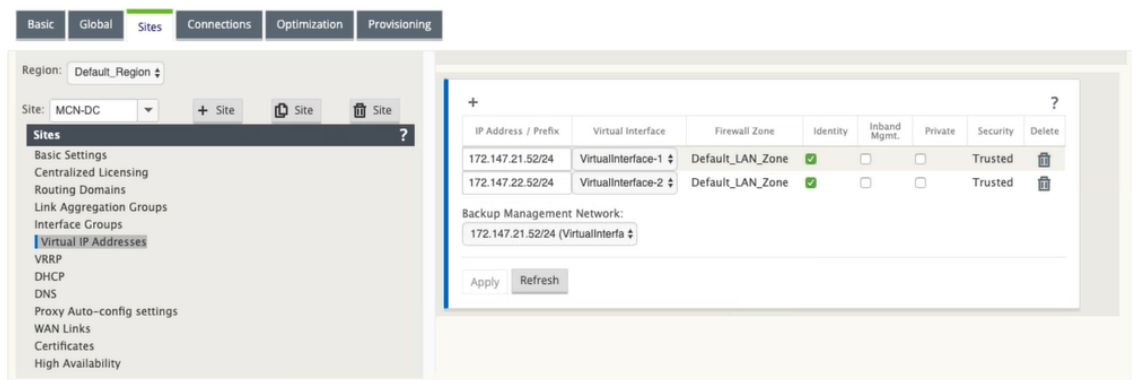 Basic Global Sites Connections Optimization Provisioning
Region: Default_Region
Site: MCN-DC + Site Site Site
Sites ?
Basic Settings
Centralized Licensing
Routing Domains
Link Aggregation Groups
Interface Groups
Virtual IP Addresses
VRRP
DHCP
DNS
Proxy Auto-config settings
WAN Links
Certificates
High Availability
+ ?
IP Address / Prefix Virtual Interface Firewall Zone Identity Inband Mgmt. Private Security Delete
172.147.21.52/24 VirtualInterface-1 Default_LAN_Zone Trusted
172.147.22.52/24 VirtualInterface-2 Default_LAN_Zone Trusted
Backup Management Network:
172.147.21.52/24 (VirtualInterfa
Apply Refresh